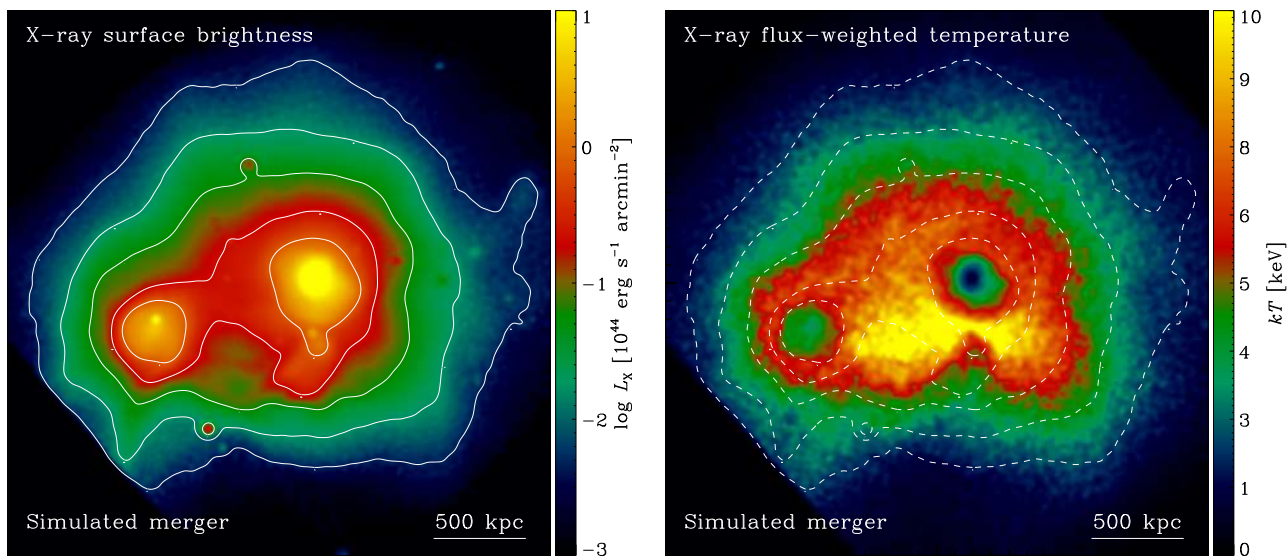 X-ray surface brightness
Simulated merger
500 kpc
1
0
−1
−2
−3
log L_X [10^44 erg s^−1 arcmin^−2]
X-ray flux-weighted temperature
Simulated merger
500 kpc
10
9
8
7
6
5
4
3
2
1
0
kT [keV]